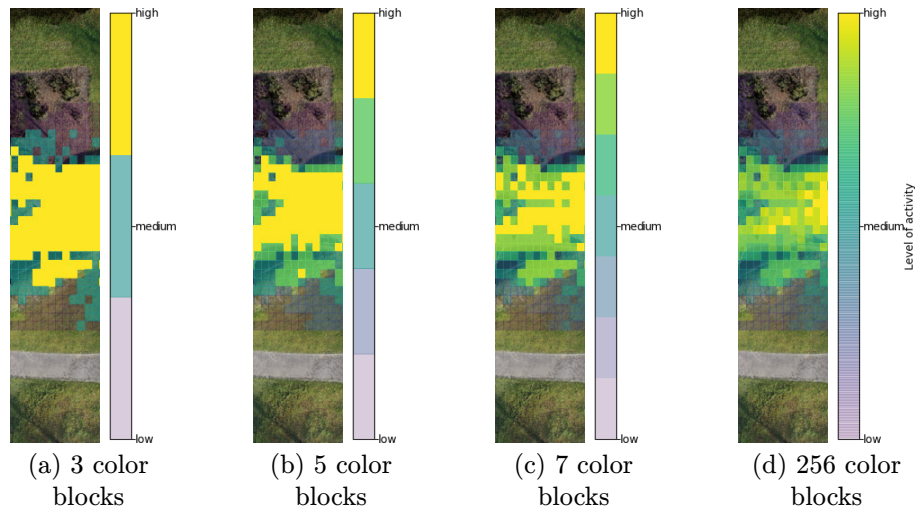 high
medium
low
high
medium
low
high
medium
low
high
medium
low
Level of activity
(a) 3 color
blocks
(b) 5 color
blocks
(c) 7 color
blocks
(d) 256 color
blocks